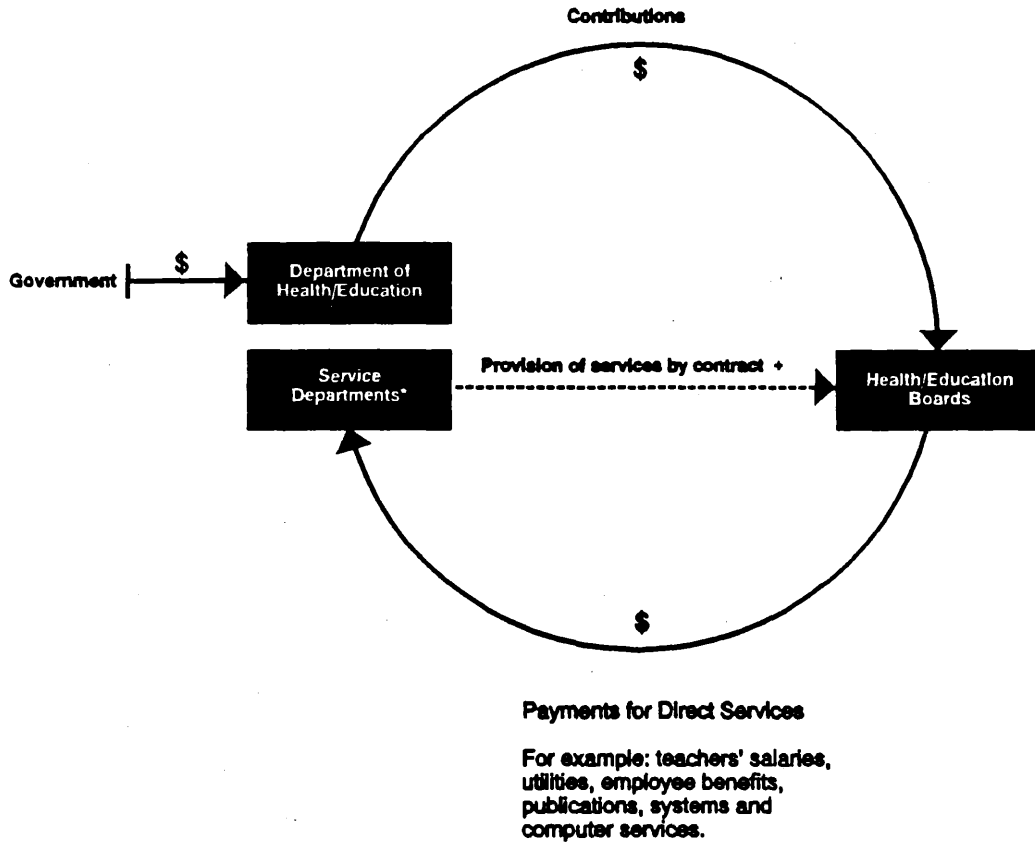 Contributions
$
Government
$
Department of
Health/Education
Service
Departments*
Provision of services by contract +
Health/Education
Boards
$
Payments for Direct Services
For example: teachers' salaries,
utilities, employee benefits,
publications, systems and
computer services.